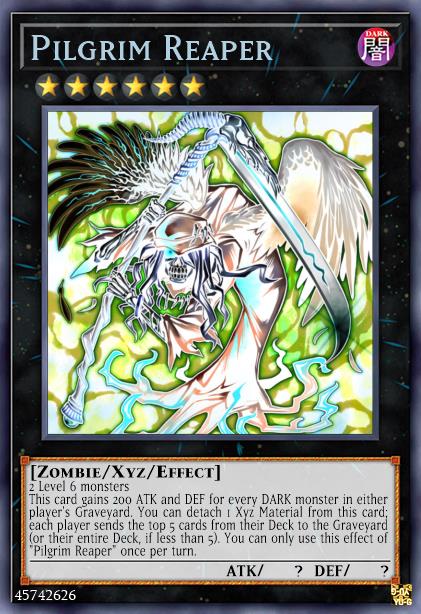 PILGRIM REAPER
DARK
闇
[ZOMBIE/XYZ/EFFECT]
2 Level 6 monsters
This card gains 200 ATK and DEF for every DARK monster in either
player's Graveyard. You can detach 1 Xyz Material from this card;
each player sends the top 5 cards from their Deck to the Graveyard
(or their entire Deck, if less than 5). You can only use this effect of
"Pilgrim Reaper" once per turn.
ATK/ ? DEF/ ?
45742626